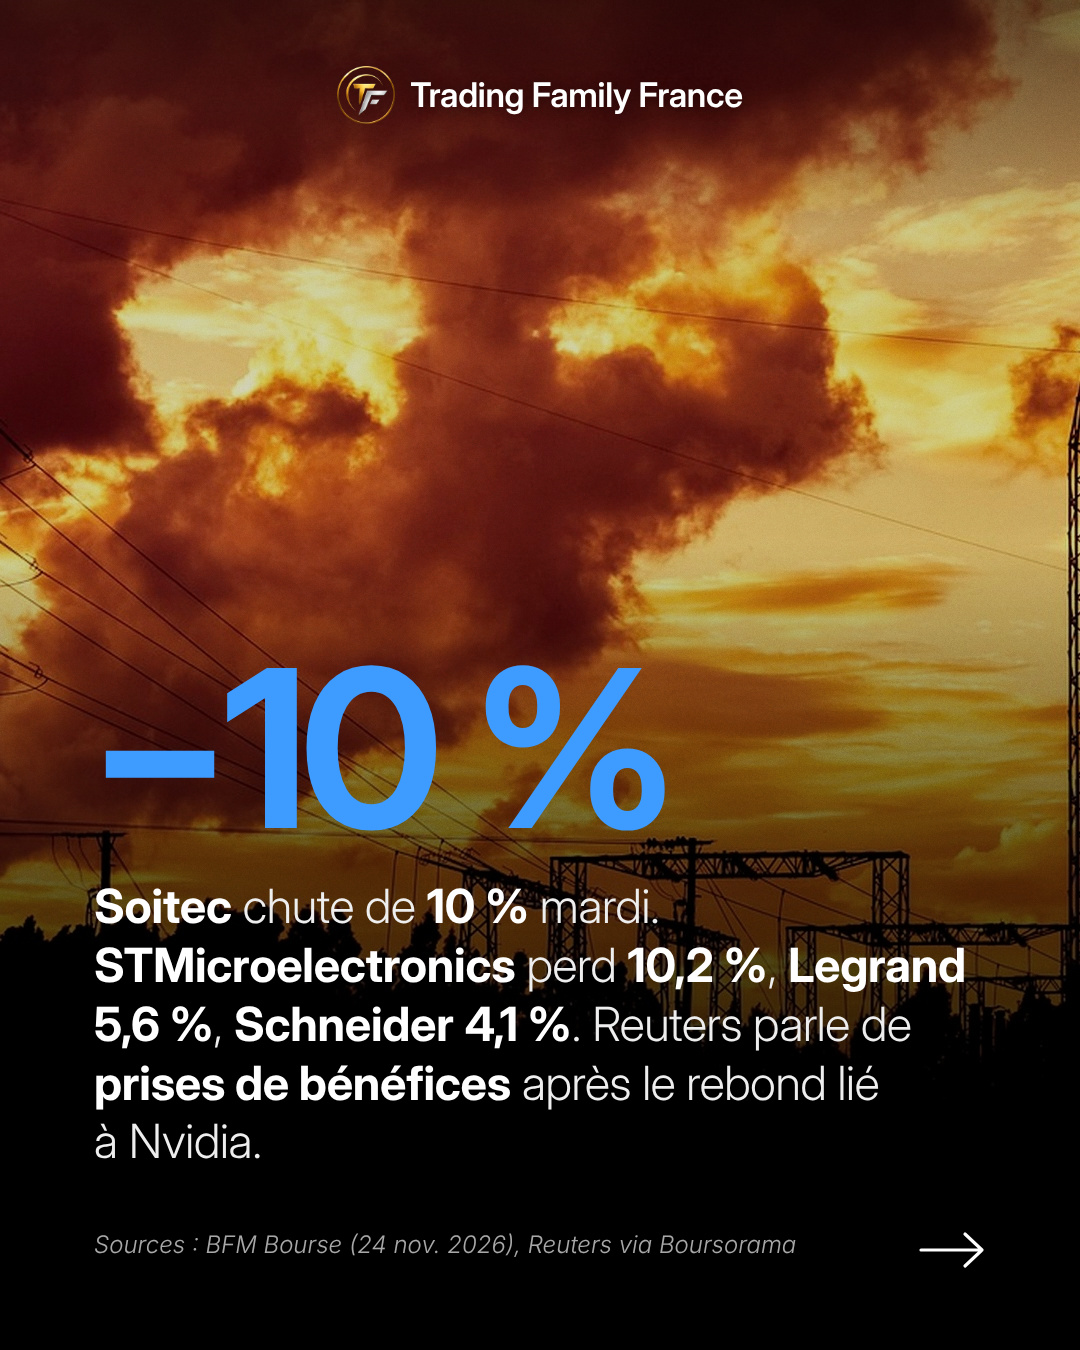 TF Trading Family France
–10 %
Soitec chute de 10 % mardi.
STMicroelectronics perd 10,2 %, Legrand
5,6 %, Schneider 4,1 %. Reuters parle de
prises de bénéfices après le rebond lié
à Nvidia.
Sources : BFM Bourse (24 nov. 2026), Reuters via Boursorama